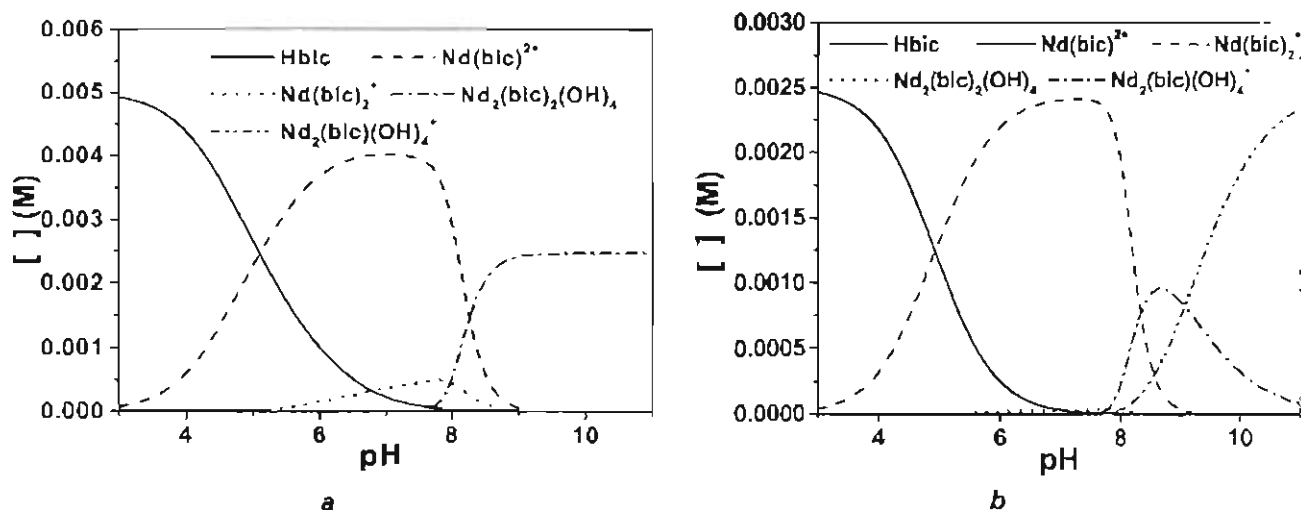 0.006
0.005
0.004
0.003
0.002
0.001
0.000
[ ] (M)
Hbic
Nd(bic)²⁺
Nd(bic)₂⁺
Nd₂(bic)₂(OH)₄
Nd₂(bic)(OH)₄⁺
4 6 8 10
pH
a
0.0030
0.0025
0.0020
0.0015
0.0010
0.0005
0.0000
[ ] (M)
Hbic Nd(bic)²⁺ Nd(bic)₂⁺
Nd₂(bic)₂(OH)₄ Nd₂(bic)(OH)₄⁺
4 6 8 10
pH
b